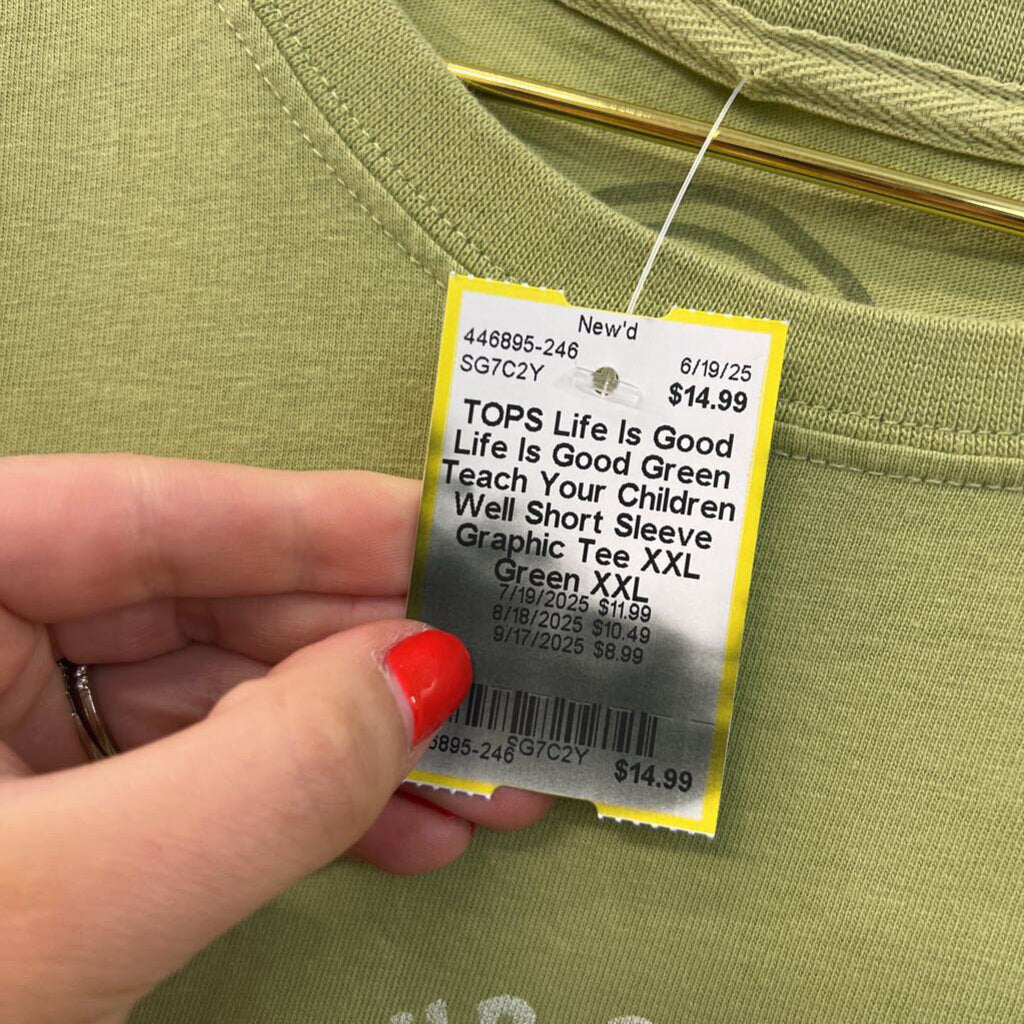 New'd
446895-246
6/19/25
SG7C2Y
$14.99
TOPS Life Is Good
Life Is Good Green
Teach Your Children
Well Short Sleeve
Graphic Tee XXL
Green XXL
7/19/2025 $11.99
8/18/2025 $10.49
9/17/2025 $8.99
6895-246
SG7C2Y
$14.99